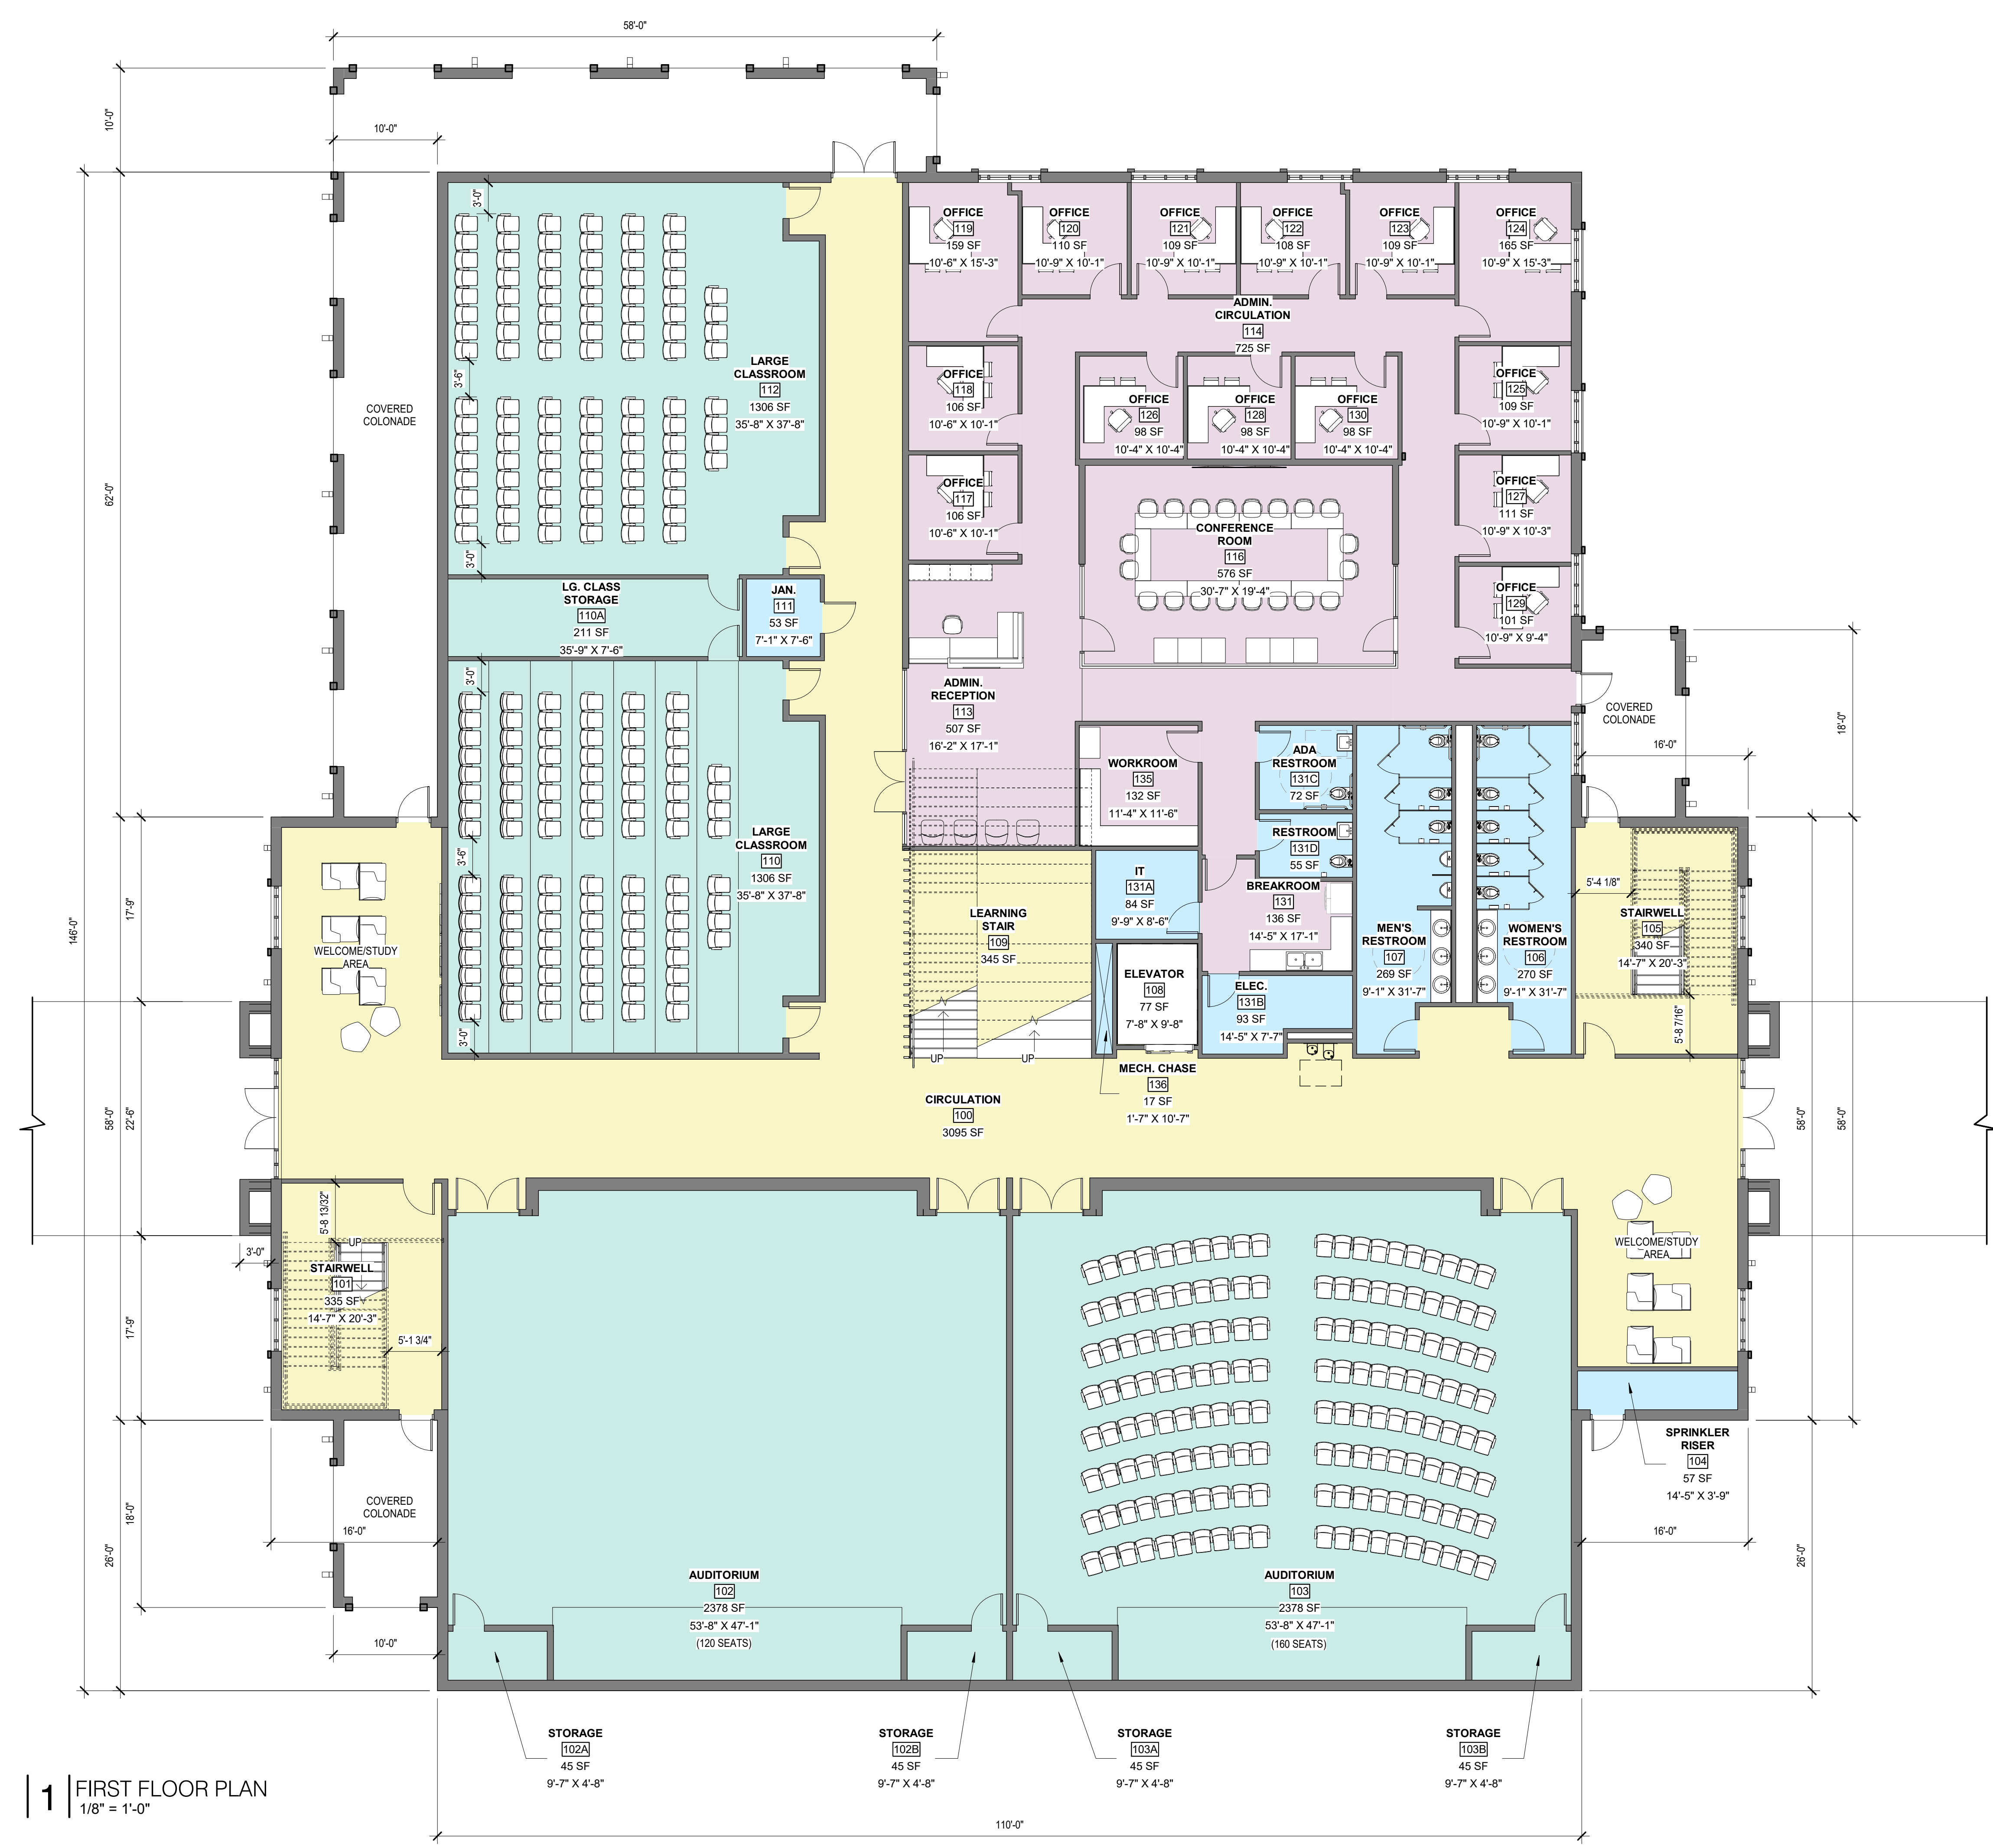 58'-0"
10'-0"
10'-0"
3'-0"
OFFICE
119
159 SF
10'-6" X 15'-3"
OFFICE
120
110 SF
10'-9" X 10'-1"
OFFICE
121
109 SF
10'-9" X 10'-1"
OFFICE
122
108 SF
10'-9" X 10'-1"
OFFICE
123
109 SF
10'-9" X 10'-1"
OFFICE
124
165 SF
10'-9" X 15'-3"
ADMIN.
CIRCULATION
114
725 SF
LARGE
CLASSROOM
112
1306 SF
35'-8" X 37'-8"
3'-6"
COVERED
COLONADE
OFFICE
118
106 SF
10'-6" X 10'-1"
OFFICE
126
98 SF
10'-4" X 10'-4"
OFFICE
128
98 SF
10'-4" X 10'-4"
OFFICE
130
98 SF
10'-4" X 10'-4"
OFFICE
125
109 SF
10'-9" X 10'-1"
62'-0"
OFFICE
117
106 SF
10'-6" X 10'-1"
OFFICE
127
111 SF
10'-9" X 10'-3"
CONFERENCE
ROOM
116
576 SF
30'-7" X 19'-4"
3'-0"
LG. CLASS
STORAGE
110A
211 SF
35'-9" X 7'-6"
JAN.
111
53 SF
7'-1" X 7'-6"
OFFICE
129
101 SF
10'-9" X 9'-4"
3'-0"
ADMIN.
RECEPTION
113
507 SF
16'-2" X 17'-1"
COVERED
COLONADE
16'-0"
18'-0"
WORKROOM
135
132 SF
11'-4" X 11'-6"
ADA
RESTROOM
131C
72 SF
RESTROOM
131D
55 SF
LARGE
CLASSROOM
110
1306 SF
35'-8" X 37'-8"
3'-6"
IT
131A
84 SF
9'-9" X 8'-6"
BREAKROOM
131
136 SF
14'-5" X 17'-1"
5'-4 1/8"
STAIRWELL
105
340 SF
14'-7" X 20'-3"
17'-9"
146'-0"
WELCOME/STUDY
AREA
LEARNING
STAIR
109
345 SF
MEN'S
RESTROOM
107
269 SF
9'-1" X 31'-7"
WOMEN'S
RESTROOM
106
270 SF
9'-1" X 31'-7"
ELEVATOR
108
77 SF
7'-8" X 9'-8"
ELEC.
131B
93 SF
14'-5" X 7'-7"
3'-0"
UP
UP
5'-8 7/16"
MECH. CHASE
136
17 SF
1'-7" X 10'-7"
CIRCULATION
100
3095 SF
58'-0"
22'-6"
58'-0"
58'-0"
5'-8 13/32"
UP
3'-0"
STAIRWELL
101
335 SF
14'-7" X 20'-3"
5'-1 3/4"
17'-9"
WELCOME/STUDY
AREA
SPRINKLER
RISER
104
57 SF
14'-5" X 3'-9"
COVERED
COLONADE
16'-0"
18'-0"
26'-0"
10'-0"
16'-0"
26'-0"
AUDITORIUM
102
2378 SF
53'-8" X 47'-1"
(120 SEATS)
AUDITORIUM
103
2378 SF
53'-8" X 47'-1"
(160 SEATS)
STORAGE
102A
45 SF
9'-7" X 4'-8"
STORAGE
102B
45 SF
9'-7" X 4'-8"
STORAGE
103A
45 SF
9'-7" X 4'-8"
STORAGE
103B
45 SF
9'-7" X 4'-8"
110'-0"
1
FIRST FLOOR PLAN
1/8" = 1'-0"